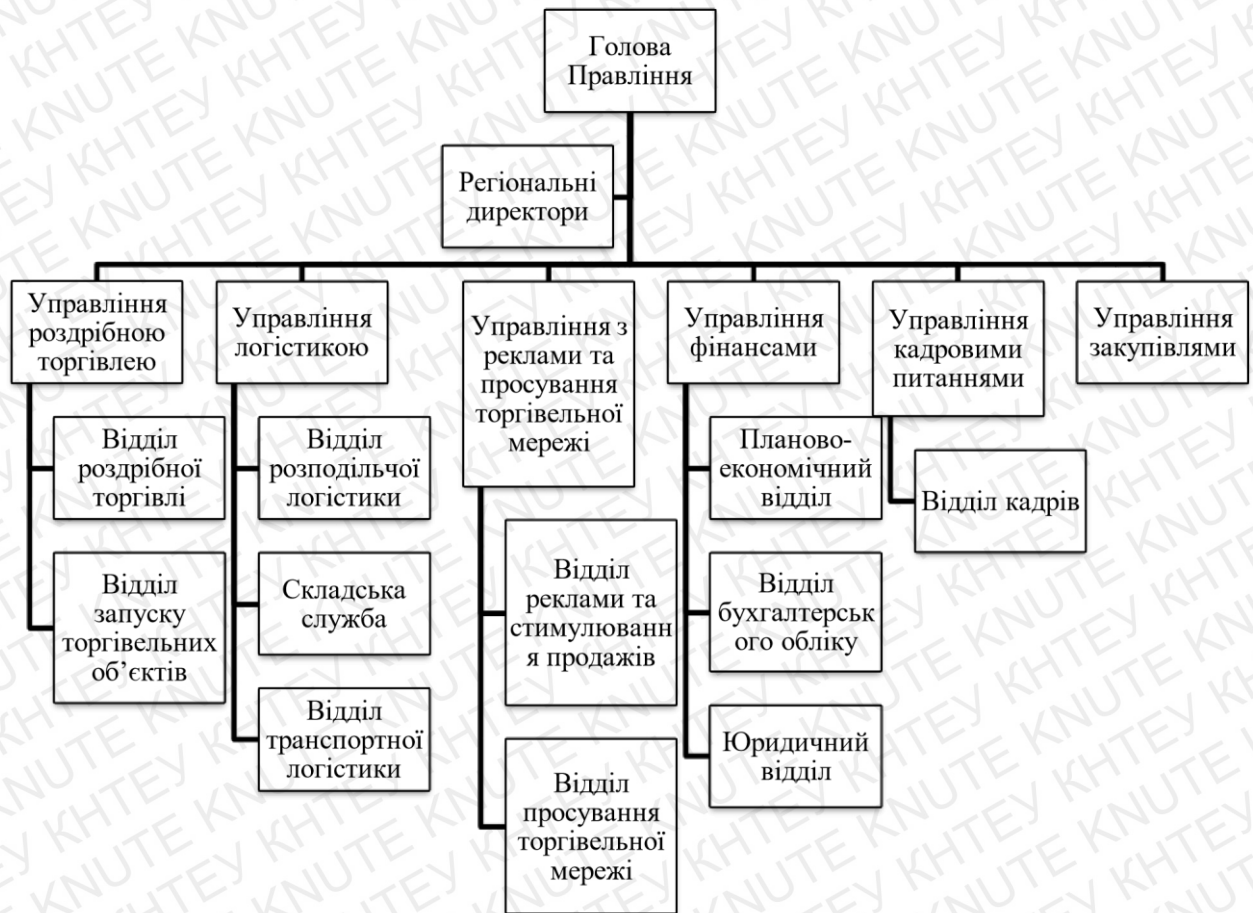 Голова
Правління
Регіональні
директори
Управління
роздрібною
торгівлею
Управління
логістикою
Управління з
реклами та
просування
торгівельної
мережі
Управління
фінансами
Управління
кадровими
питаннями
Управління
закупівлями
Відділ
роздрібної
торгівлі
Відділ
запуску
торгівельних
об’єктів
Відділ
розподільчої
логістики
Складська
служба
Відділ
транспортної
логістики
Відділ
реклами та
стимулюванн
я продажів
Відділ
просування
торгівельної
мережі
Планово-
економічний
відділ
Відділ
бухгалтерськ
ого обліку
Юридичний
відділ
Відділ кадрів